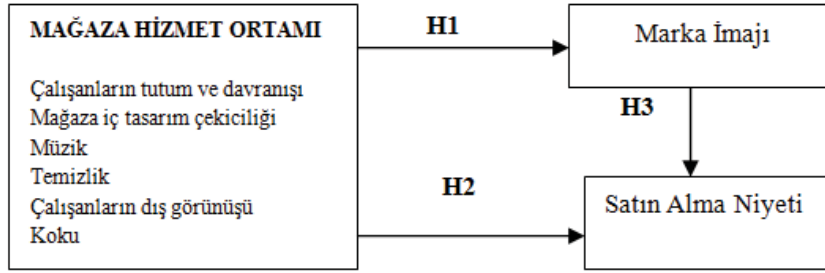 MAĞAZA HİZMET ORTAMI
Çalışanların tutum ve davranışı
Mağaza iç tasarım çekiciliği
Müzik
Temizlik
Çalışanların dış görünüşü
Koku
H1
Marka İmajı
H3
H2
Satın Alma Niyeti